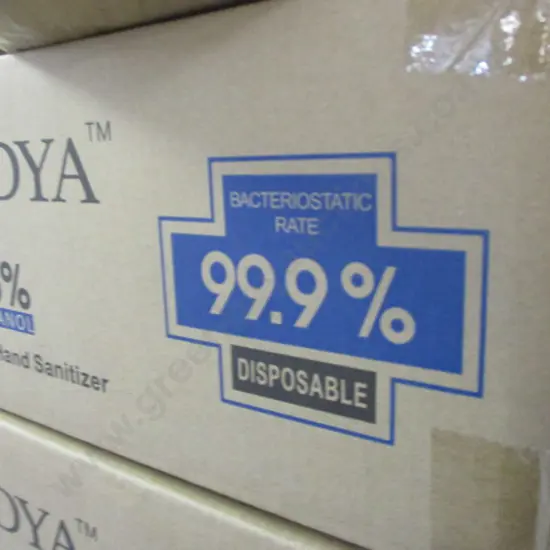 OYA™
BACTERIOSTATIC
RATE
99.9%
%
ANOL
DISPOSABLE
Hand Sanitizer
OYA™